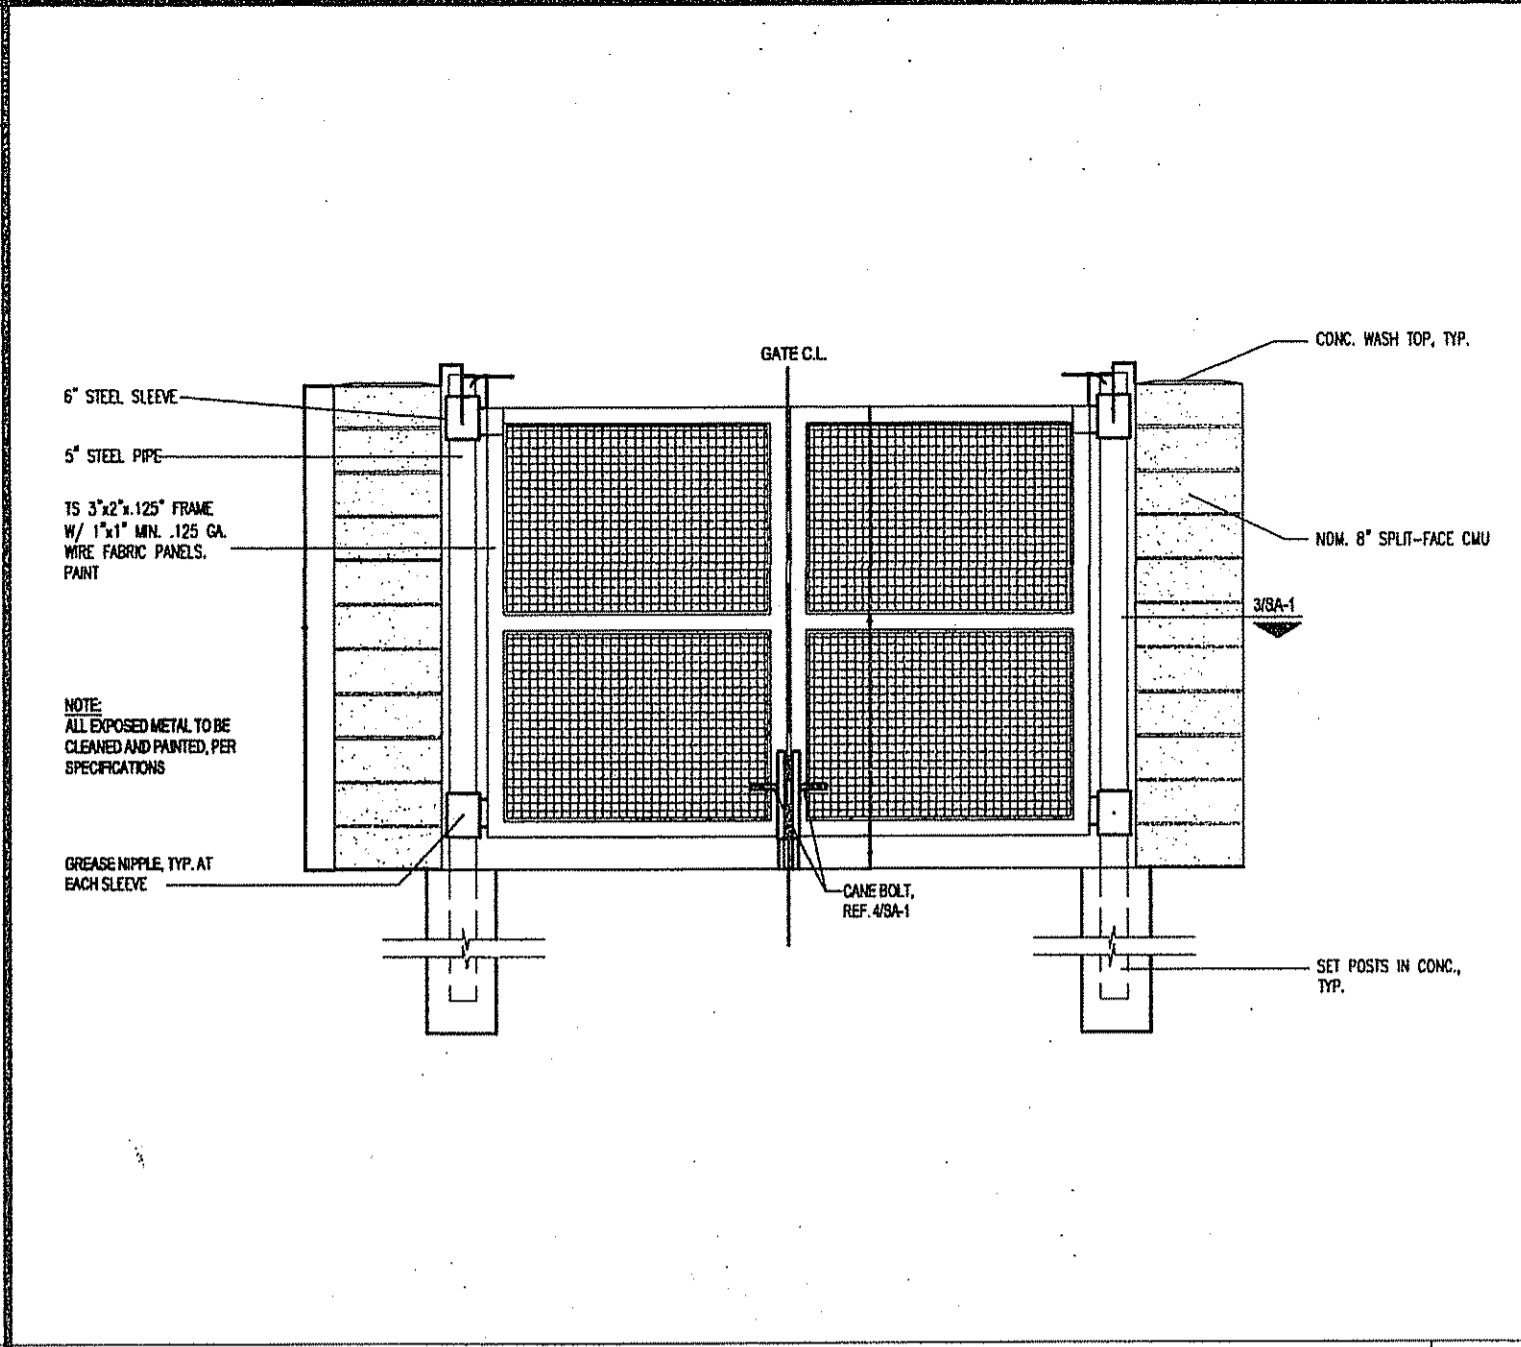 GATE C.L.
CONC. WASH TOP, TYP.
6" STEEL SLEEVE
5" STEEL PIPE
TS 3"x2"x.125" FRAME
W/ 1"x1" MIN. .125 GA.
WIRE FABRIC PANELS.
PAINT
NOM. 8" SPLIT-FACE CMU
3/SA-1
NOTE:
ALL EXPOSED METAL TO BE
CLEANED AND PAINTED, PER
SPECIFICATIONS
GREASE NIPPLE, TYP. AT
EACH SLEEVE
CANE BOLT,
REF. 4/SA-1
SET POSTS IN CONC.,
TYP.